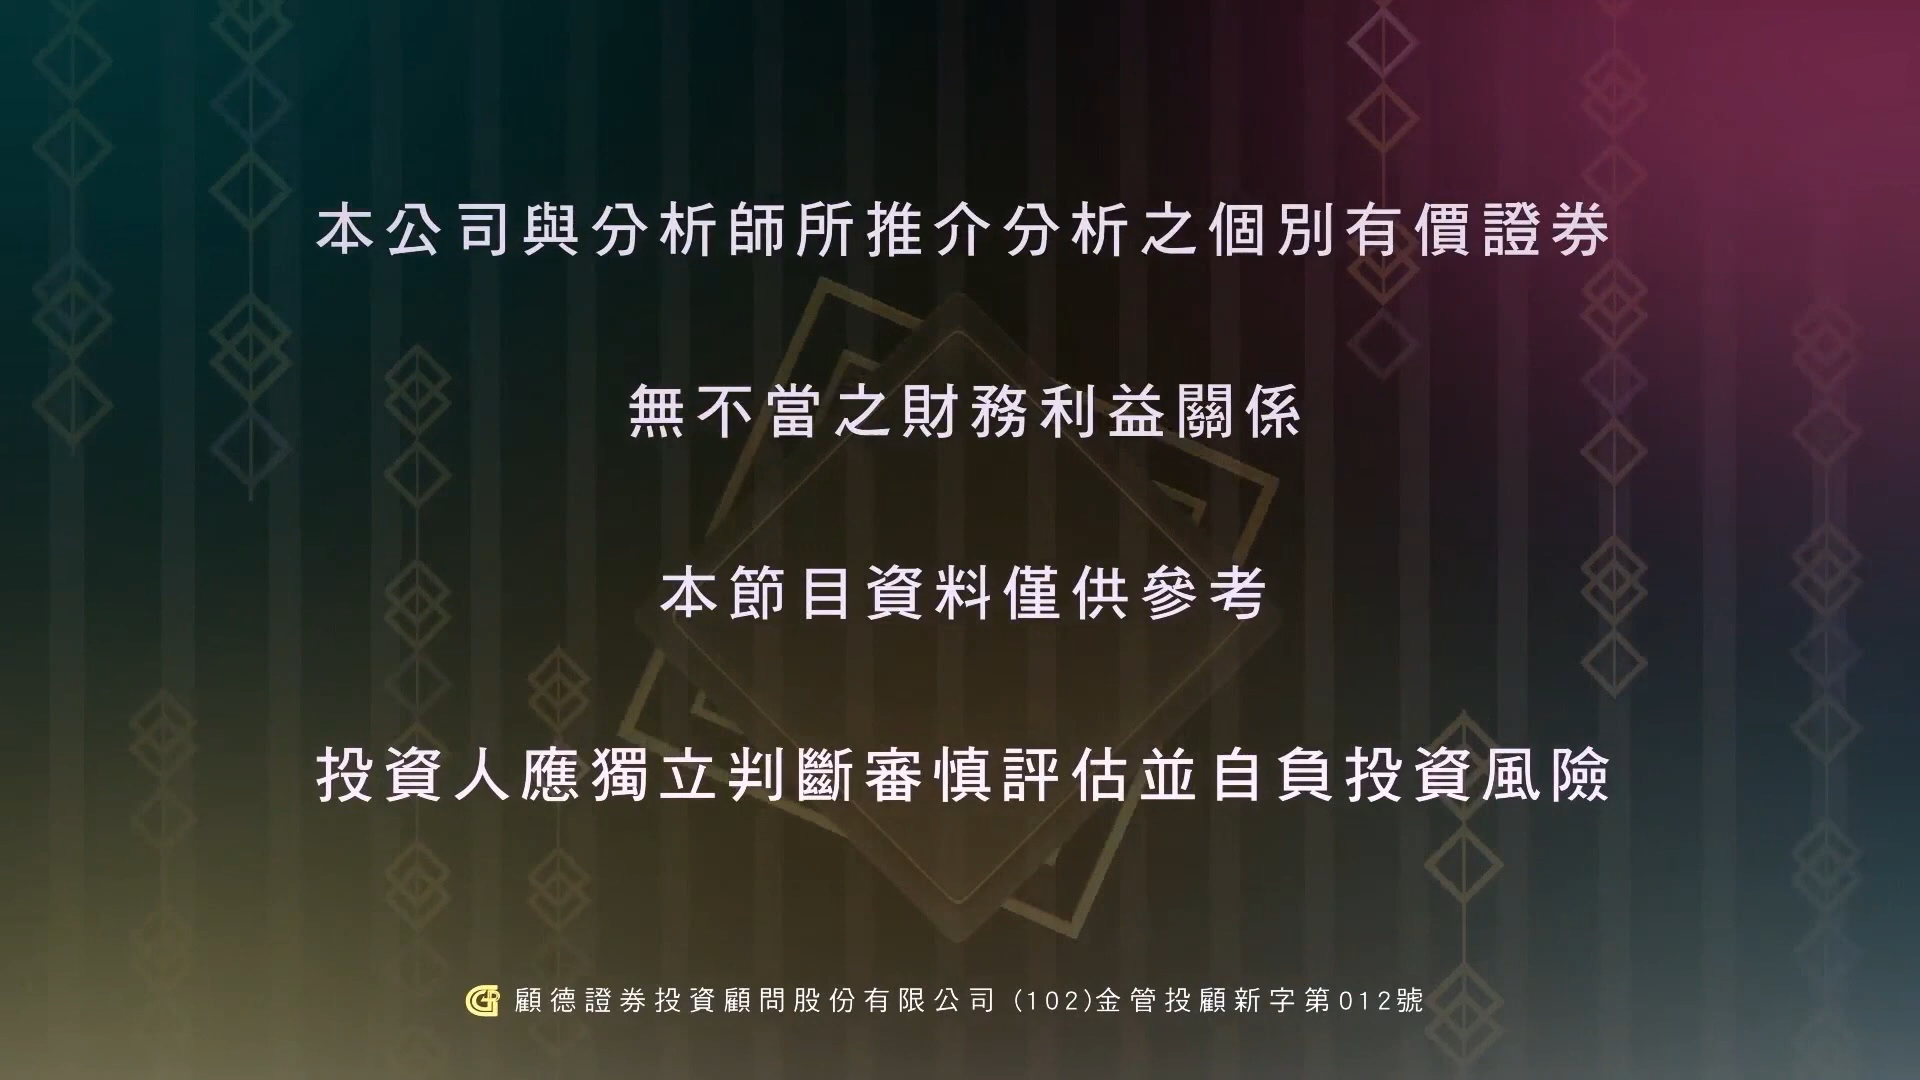 本公司與分析師所推介分析之個別有價證券
無不當之財務利益關係
本節目資料僅供參考
投資人應獨立判斷審慎評估並自負投資風險
顧德證券投資顧問股份有限公司 (102)金管投顧新字第012號